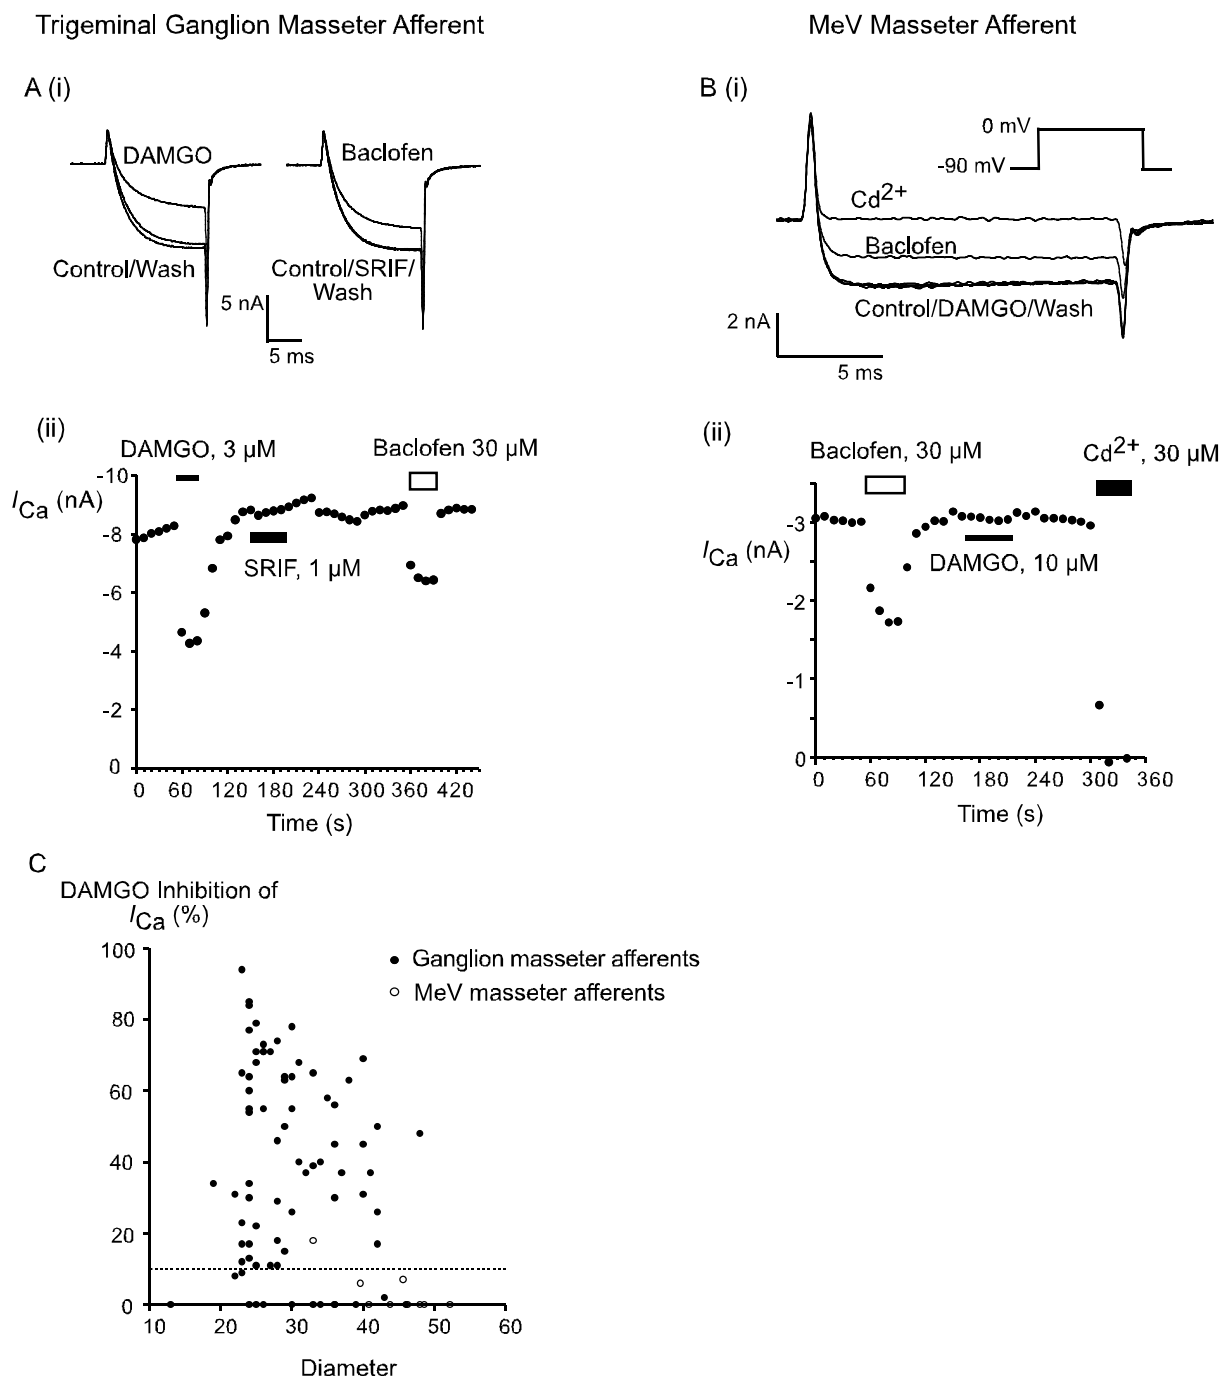 Trigeminal Ganglion Masseter Afferent
MeV Masseter Afferent
A (i)
DAMGO
Baclofen
Control/Wash
Control/SRIF/
Wash
5 nA
5 ms
B (i)
0 mV
-90 mV
Cd2+
Baclofen
Control/DAMGO/Wash
2 nA
5 ms
(ii)
DAMGO, 3 µM
Baclofen 30 µM
ICa (nA)
-10
-8
-6
-4
-2
0
SRIF, 1 µM
0 60 120 180 240 300 360 420
Time (s)
(ii)
Baclofen, 30 µM
Cd2+, 30 µM
ICa (nA)
-3
-2
-1
0
DAMGO, 10 µM
0 60 120 180 240 300 360
Time (s)
C
DAMGO Inhibition of
ICa (%)
100
80
60
40
20
0
Ganglion masseter afferents
MeV masseter afferents
10 20 30 40 50 60
Diameter